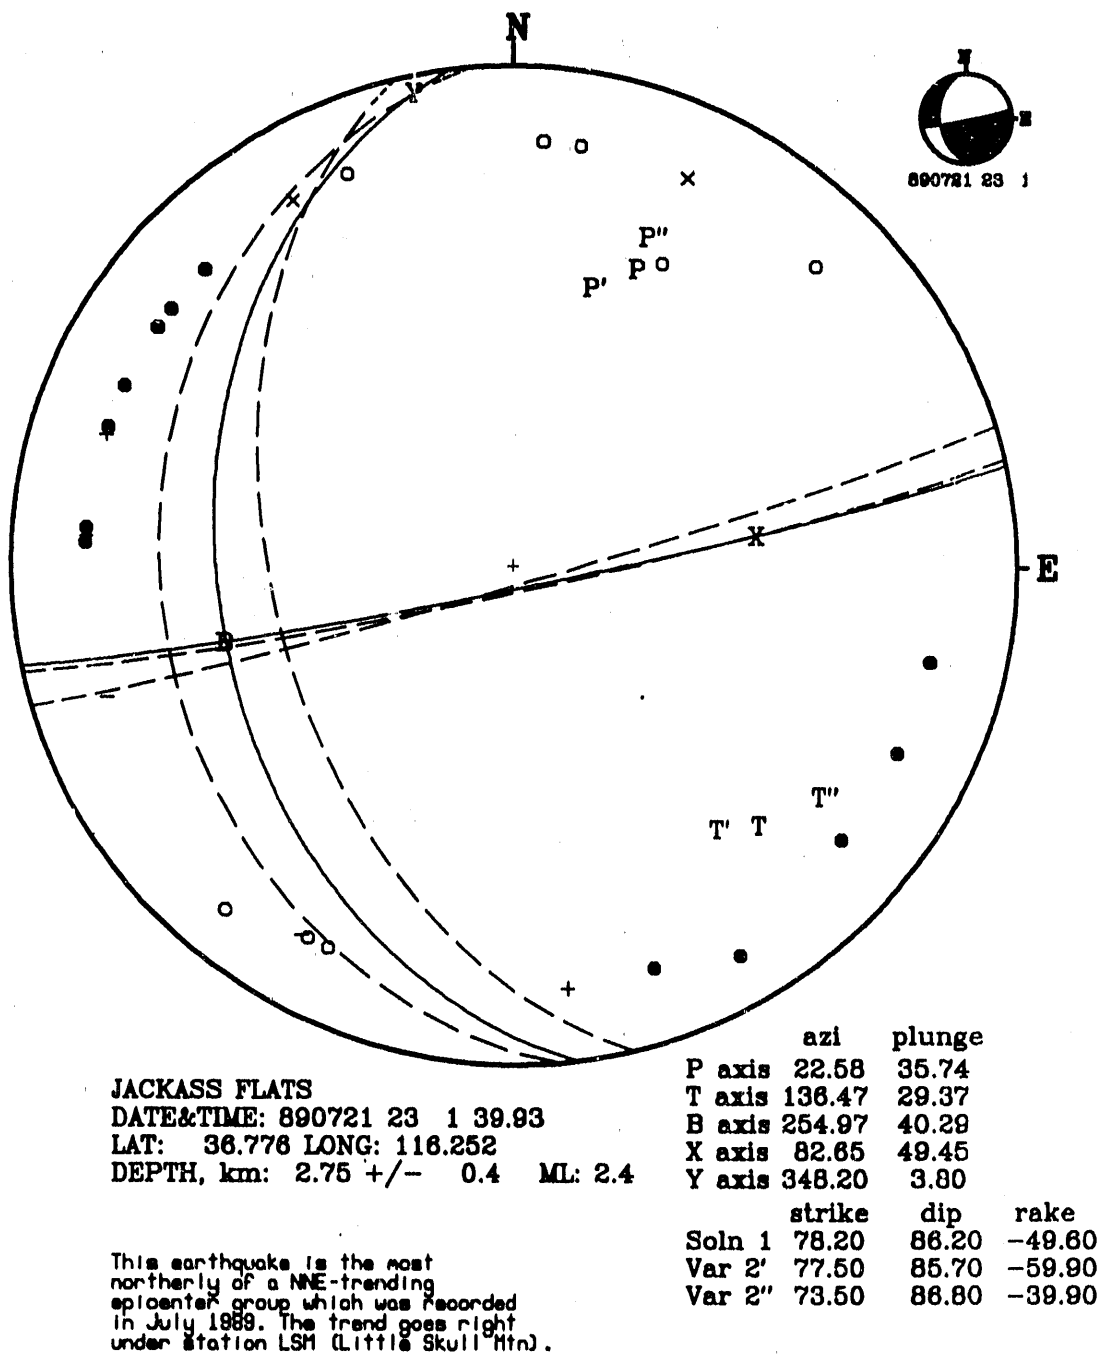 N
N
E
890721 23 1
Y
P"
P
P'
X
E
B
T"
T' T
azi plunge
P axis 22.58 35.74
T axis 136.47 29.37
B axis 254.97 40.29
X axis 82.65 49.45
Y axis 348.20 3.80
strike dip rake
Soln 1 78.20 86.20 -49.60
Var 2' 77.50 85.70 -59.90
Var 2" 73.50 86.80 -39.90
JACKASS FLATS
DATE&TIME: 890721 23 1 39.93
LAT: 36.776 LONG: 116.252
DEPTH, km: 2.75 +/- 0.4 ML: 2.4
This earthquake is the most
northerly of a NNE-trending
epicenter group which was recorded
in July 1989. The trend goes right
under station LSM (Little Skull Mtn).